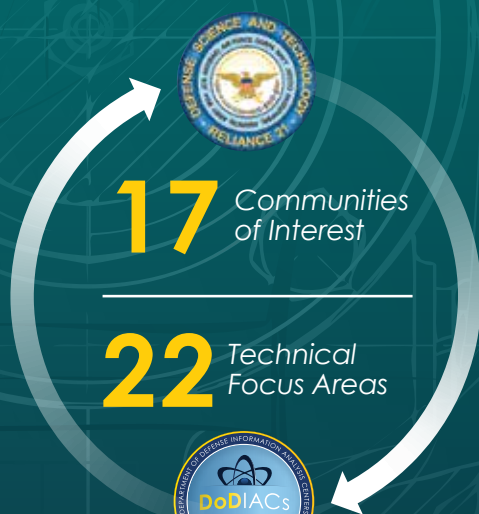 DEFENSE SCIENCE AND TECHNOLOGY
RELIANCE 21
17
Communities
of Interest
22
Technical
Focus Areas
DEPARTMENT OF DEFENSE INFORMATION ANALYSIS CENTERS
DoDIACs